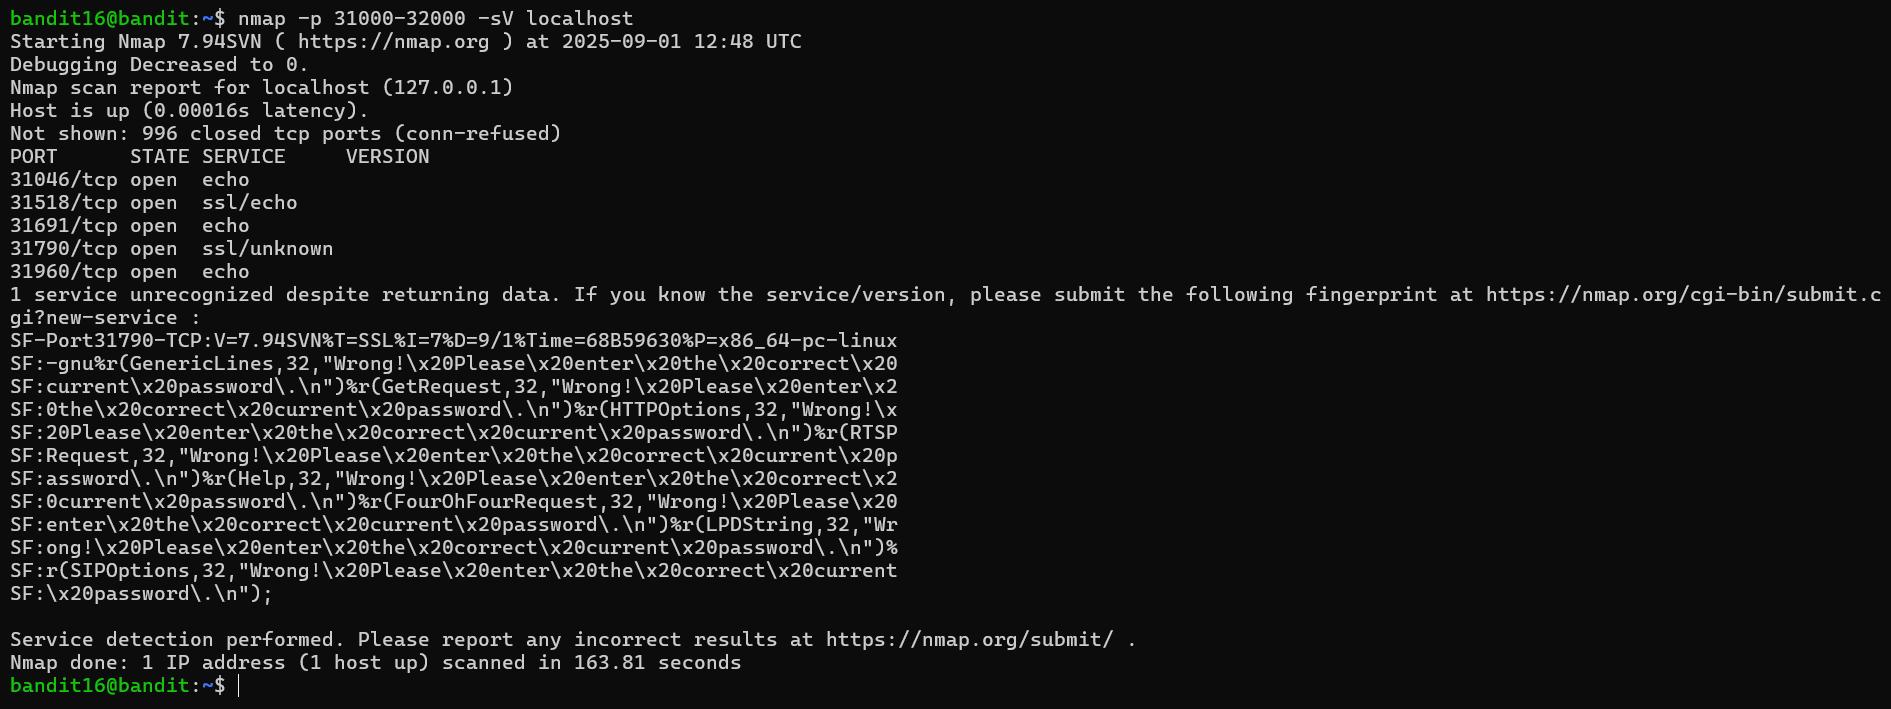 bandit16@bandit:~$ nmap -p 31000-32000 -sV localhost
Starting Nmap 7.94SVN ( https://nmap.org ) at 2025-09-01 12:48 UTC
Debugging Decreased to 0.
Nmap scan report for localhost (127.0.0.1)
Host is up (0.00016s latency).
Not shown: 996 closed tcp ports (conn-refused)
PORT      STATE SERVICE     VERSION
31046/tcp open  echo
31518/tcp open  ssl/echo
31691/tcp open  echo
31790/tcp open  ssl/unknown
31960/tcp open  echo
1 service unrecognized despite returning data. If you know the service/version, please submit the following fingerprint at https://nmap.org/cgi-bin/submit.c
gi?new-service :
SF-Port31790-TCP:V=7.94SVN%T=SSL%I=7%D=9/1%Time=68B59630%P=x86_64-pc-linux
SF:-gnu%r(GenericLines,32,"Wrong!\x20Please\x20enter\x20the\x20correct\x20
SF:current\x20password\.\n")%r(GetRequest,32,"Wrong!\x20Please\x20enter\x2
SF:0the\x20correct\x20current\x20password\.\n")%r(HTTPOptions,32,"Wrong!\x
SF:20Please\x20enter\x20the\x20correct\x20current\x20password\.\n")%r(RTSP
SF:Request,32,"Wrong!\x20Please\x20enter\x20the\x20correct\x20current\x20p
SF:assword\.\n")%r(Help,32,"Wrong!\x20Please\x20enter\x20the\x20correct\x2
SF:0current\x20password\.\n")%r(FourOhFourRequest,32,"Wrong!\x20Please\x20
SF:enter\x20the\x20correct\x20current\x20password\.\n")%r(LPDString,32,"Wr
SF:ong!\x20Please\x20enter\x20the\x20correct\x20current\x20password\.\n")%
SF:r(SIPOptions,32,"Wrong!\x20Please\x20enter\x20the\x20correct\x20current
SF:\x20password\.\n");

Service detection performed. Please report any incorrect results at https://nmap.org/submit/ .
Nmap done: 1 IP address (1 host up) scanned in 163.81 seconds
bandit16@bandit:~$